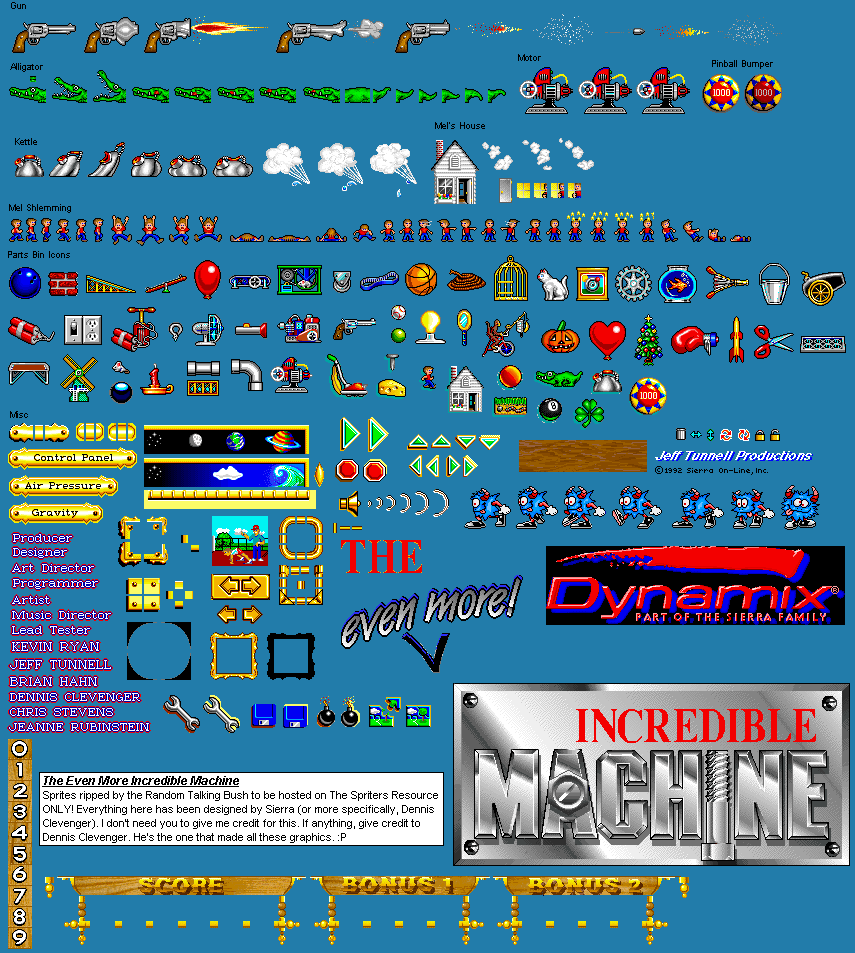 Gun
Alligator
Motor
Pinball Bumper
1000
1000
Kettle
Mel's House
Mel Shlemming
Parts Bin Icons
8
1000
Misc
Control Panel
Air Pressure
Gravity
Jeff Tunnell Productions
©1992 Sierra On-Line, Inc.
Producer
Designer
Art Director
Programmer
Artist
Music Director
Lead Tester
KEVIN RYAN
JEFF TUNNELL
BRIAN HAHN
DENNIS CLEVENGER
CHRIS STEVENS
JEANNE RUBINSTEIN
THE
even more!
Dynamix®
PART OF THE SIERRA FAMILY
INCREDIBLE
MACHINE
0
1
2
3
4
5
6
7
8
9
The Even More Incredible Machine
Sprites ripped by the Random Talking Bush to be hosted on The Spriters Resource
ONLY! Everything here has been designed by Sierra (or more specifically, Dennis
Clevenger). I don't need you to give me credit for this. If anything, give credit to
Dennis Clevenger. He's the one that made all these graphics. :P
SCORE
BONUS 1
BONUS 2